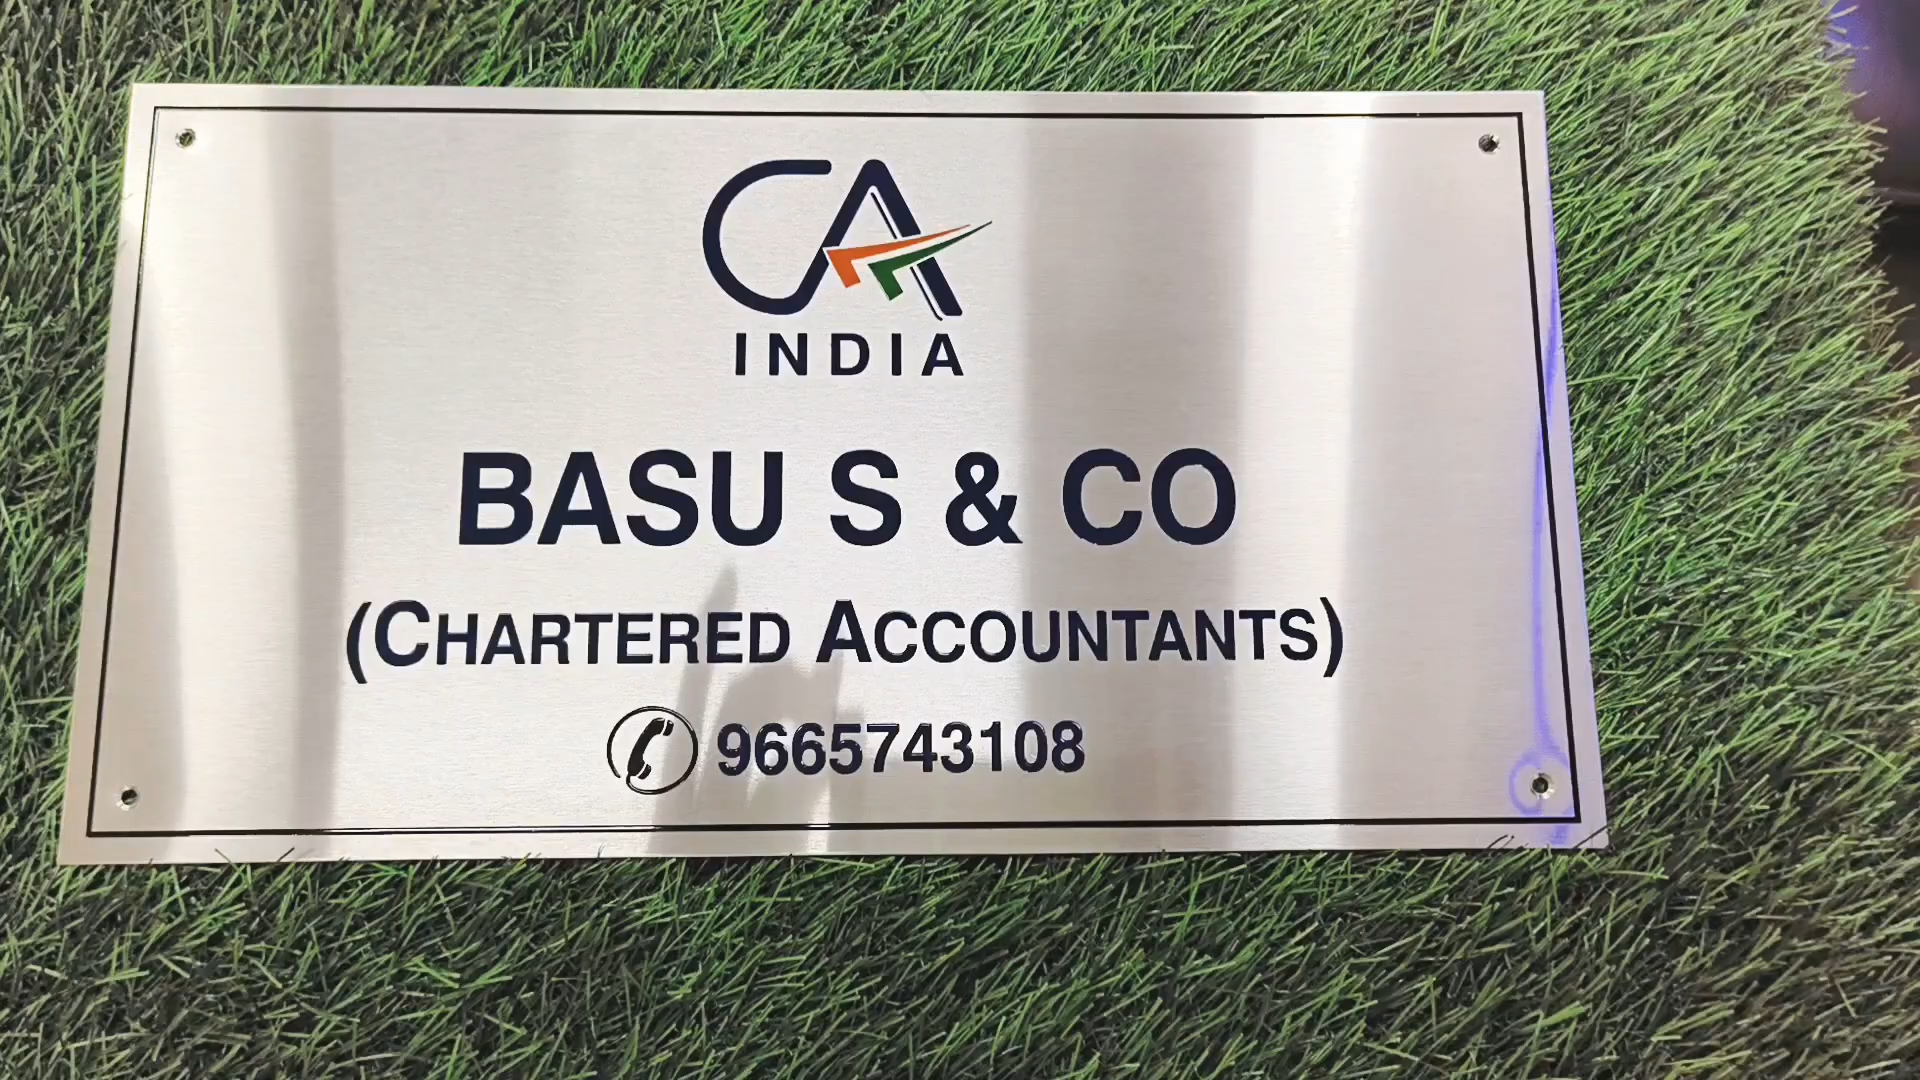 CA
INDIA
BASU S & CO
(CHARTERED ACCOUNTANTS)
9665743108